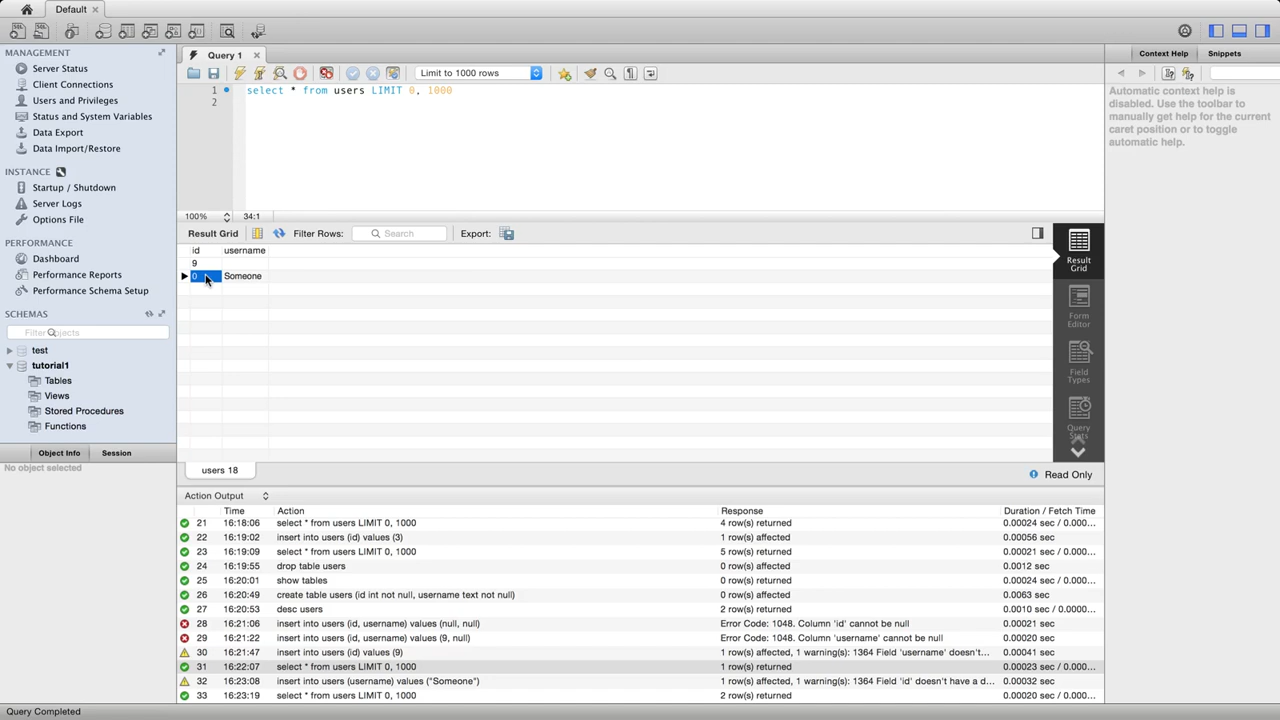 Default
MANAGEMENT
Server Status
Client Connections
Users and Privileges
Status and System Variables
Data Export
Data Import/Restore
INSTANCE
Startup / Shutdown
Server Logs
Options File
PERFORMANCE
Dashboard
Performance Reports
Performance Schema Setup
SCHEMAS
Filter objects
test
tutorial1
Tables
Views
Stored Procedures
Functions
Object Info Session
No object selected
Query 1
Limit to 1000 rows
1 select * from users LIMIT 0, 1000
2
100% 34:1
Result Grid Filter Rows: Search Export:
id username
9
0 Someone
Result Grid
Form Editor
Field Types
Query Stats
users 18
Read Only
Context Help Snippets
Automatic context help is
disabled. Use the toolbar to
manually get help for the current
caret position or to toggle
automatic help.
Action Output
Time Action Response Duration / Fetch Time
21 16:18:06 select * from users LIMIT 0, 1000 4 row(s) returned 0.00024 sec / 0.000...
22 16:19:02 insert into users (id) values (3) 1 row(s) affected 0.00056 sec
23 16:19:09 select * from users LIMIT 0, 1000 5 row(s) returned 0.00021 sec / 0.000...
24 16:19:55 drop table users 0 row(s) affected 0.0012 sec
25 16:20:01 show tables 0 row(s) returned 0.00024 sec / 0.000...
26 16:20:49 create table users (id int not null, username text not null) 0 row(s) affected 0.0063 sec
27 16:20:53 desc users 2 row(s) returned 0.0010 sec / 0.0000...
28 16:21:06 insert into users (id, username) values (null, null) Error Code: 1048. Column 'id' cannot be null 0.00021 sec
29 16:21:22 insert into users (id, username) values (9, null) Error Code: 1048. Column 'username' cannot be null 0.00020 sec
30 16:21:47 insert into users (id) values (9) 1 row(s) affected, 1 warning(s): 1364 Field 'username' doesn't... 0.00041 sec
31 16:22:07 select * from users LIMIT 0, 1000 1 row(s) returned 0.00023 sec / 0.000...
32 16:23:08 insert into users (username) values ("Someone") 1 row(s) affected, 1 warning(s): 1364 Field 'id' doesn't have a d... 0.00032 sec
33 16:23:19 select * from users LIMIT 0, 1000 2 row(s) returned 0.00020 sec / 0.000...
Query Completed